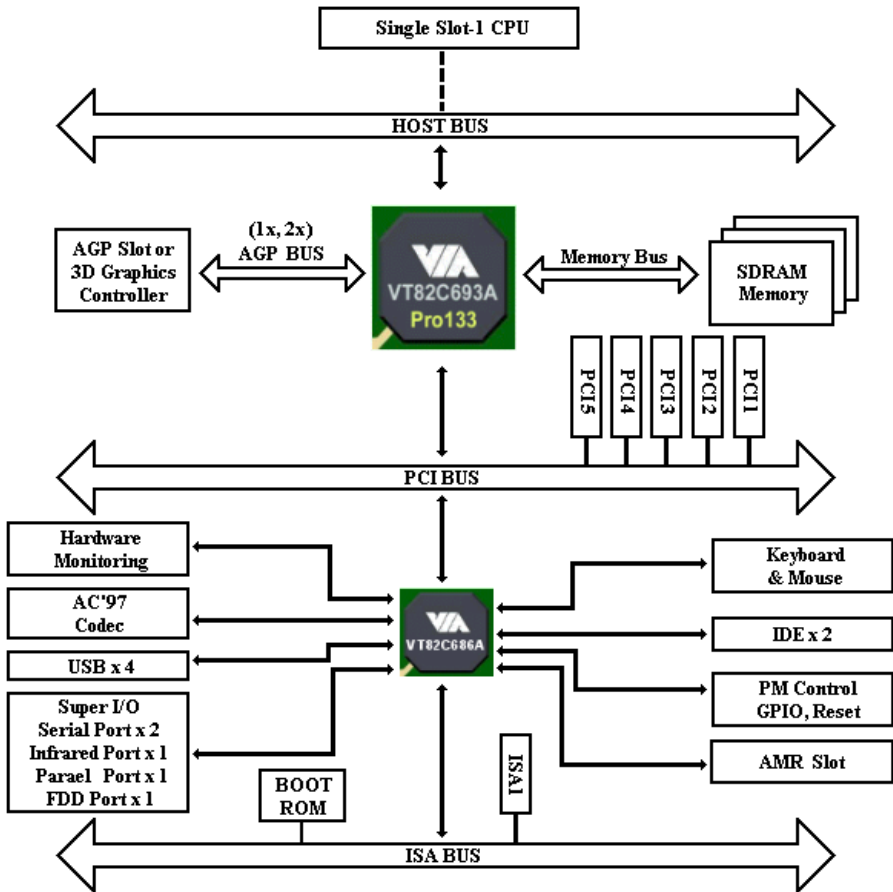 Single Slot-1 CPU
HOST BUS
AGP Slot or
3D Graphics
Controller
(1x, 2x)
AGP BUS
VIA
VT82C693A
Pro133
Memory Bus
SDRAM
Memory
PCI5
PCI4
PCI3
PCI2
PCI1
PCI BUS
Hardware
Monitoring
AC'97
Codec
USB x 4
Super I/O
Serial Port x 2
Infrared Port x 1
Parael Port x 1
FDD Port x 1
VIA
VT82C686A
Keyboard
& Mouse
IDE x 2
PM Control
GPIO, Reset
AMR Slot
BOOT
ROM
ISA1
ISA BUS